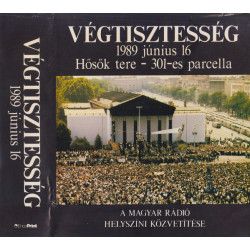 VÉGTISZTESSÉG
1989 június 16
VÉGTISZTESSÉG
1989 június 16
Hősök tere - 301-es parcella
A MAGYAR RÁDIÓ
HELYSZÍNI KÖZVETÍTÉSE